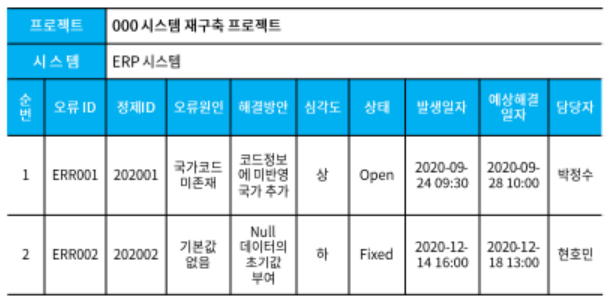 프로젝트 000 시스템 재구축 프로젝트
시스템 ERP 시스템
순번 오류 ID 정제ID 오류원인 해결방안 심각도 상태 발생일자 예상해결 일자 담당자
1 ERR001 202001 국가코드 미존재 코드정보에 미반영 국가 추가 상 Open 2020-09-24 09:30 2020-09-28 10:00 박정수
2 ERR002 202002 기본값 없음 Null 데이터의 초기값 부여 하 Fixed 2020-12-14 16:00 2020-12-18 13:00 현호민